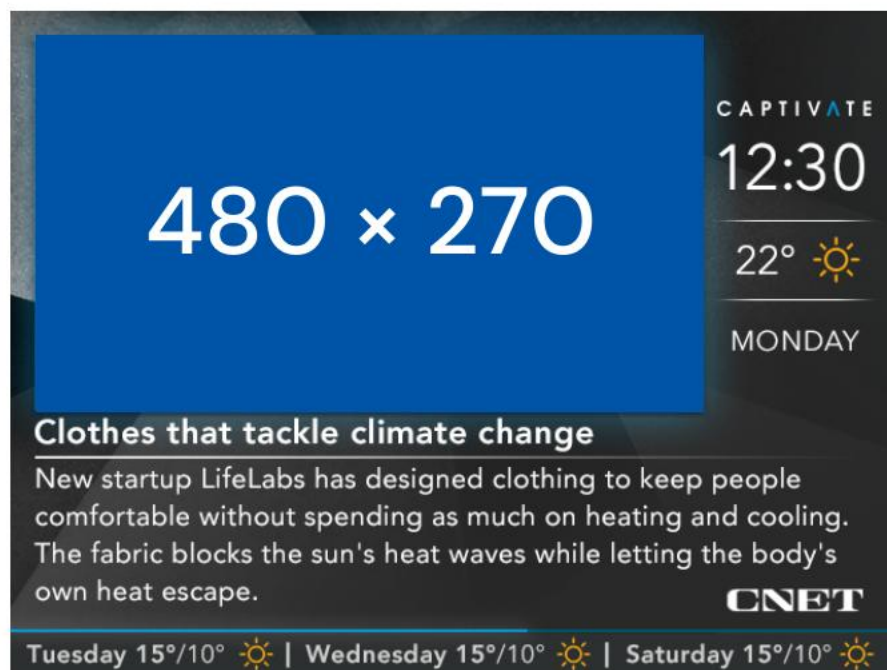 480 × 270
CAPTIVATE
12:30
22°
MONDAY
Clothes that tackle climate change
New startup LifeLabs has designed clothing to keep people
comfortable without spending as much on heating and cooling.
The fabric blocks the sun's heat waves while letting the body's
own heat escape.
CNET
Tuesday 15°/10° | Wednesday 15°/10° | Saturday 15°/10°